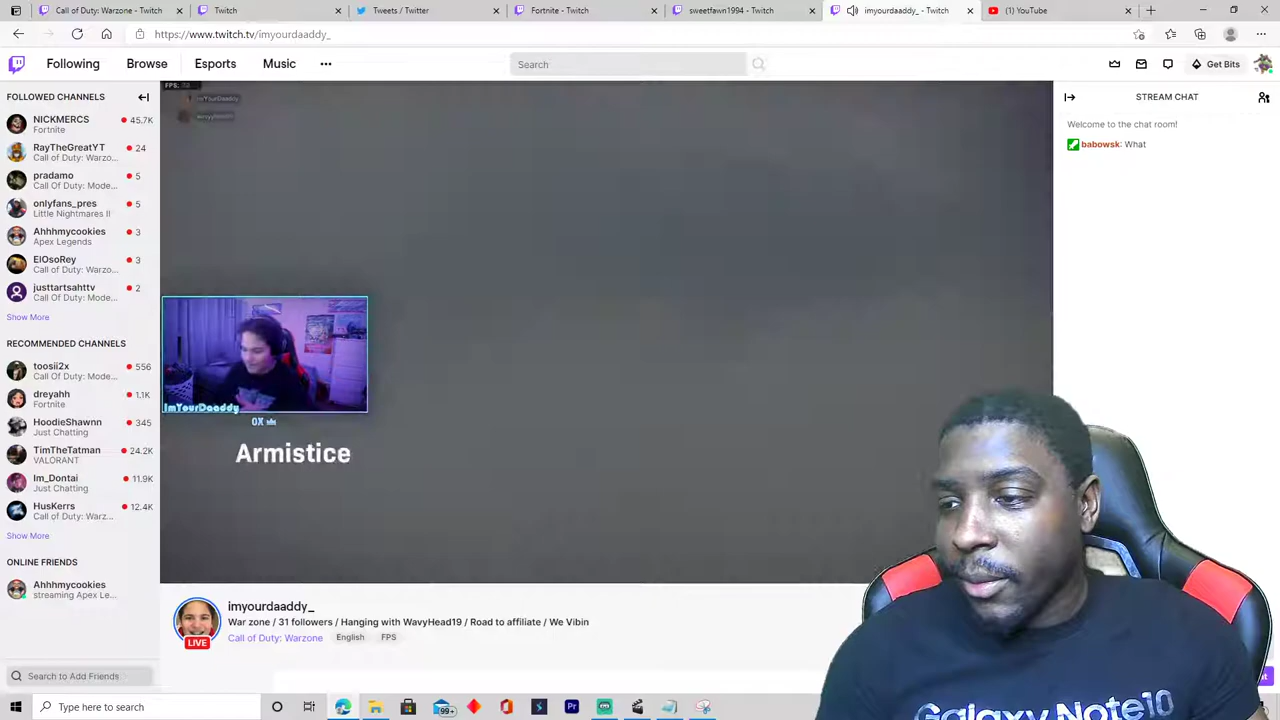 Call of Duty: Warzone - Twitch
Twitch
Tweets / Twitter
Fortnite - Twitch
sweetfawn1994 - Twitch
imyourdaaddy_ - Twitch
(1) YouTube
https://www.twitch.tv/imyourdaaddy_
Following
Browse
Esports
Music
Search
Get Bits
FOLLOWED CHANNELS
NICKMERCS 45.7K
Fortnite
RayTheGreatYT 24
Call of Duty: Warzo...
pradamo 5
Call Of Duty: Mode...
onlyfans_pres 5
Little Nightmares II
Ahhhmycookies 3
Apex Legends
ElOsoRey 3
Call of Duty: Warzo...
justtartsahttv 2
Call Of Duty: Mode...
Show More
RECOMMENDED CHANNELS
toosii2x 556
Call Of Duty: Mode...
dreyahh 1.1K
Fortnite
HoodieShawnn 345
Just Chatting
TimTheTatman 24.2K
VALORANT
Im_Dontai 11.9K
Just Chatting
HusKerrs 12.4K
Call of Duty: Warz...
Show More
ONLINE FRIENDS
Ahhhmycookies
streaming Apex Le...
Search to Add Friends
FPS:
ImYourDaaddy
0X
Armistice
STREAM CHAT
Welcome to the chat room!
babowsk: What
imyourdaaddy_
War zone / 31 followers / Hanging with WavyHead19 / Road to affiliate / We Vibin
Call of Duty: Warzone English FPS
LIVE
Galaxy Note10
Type here to search
99+